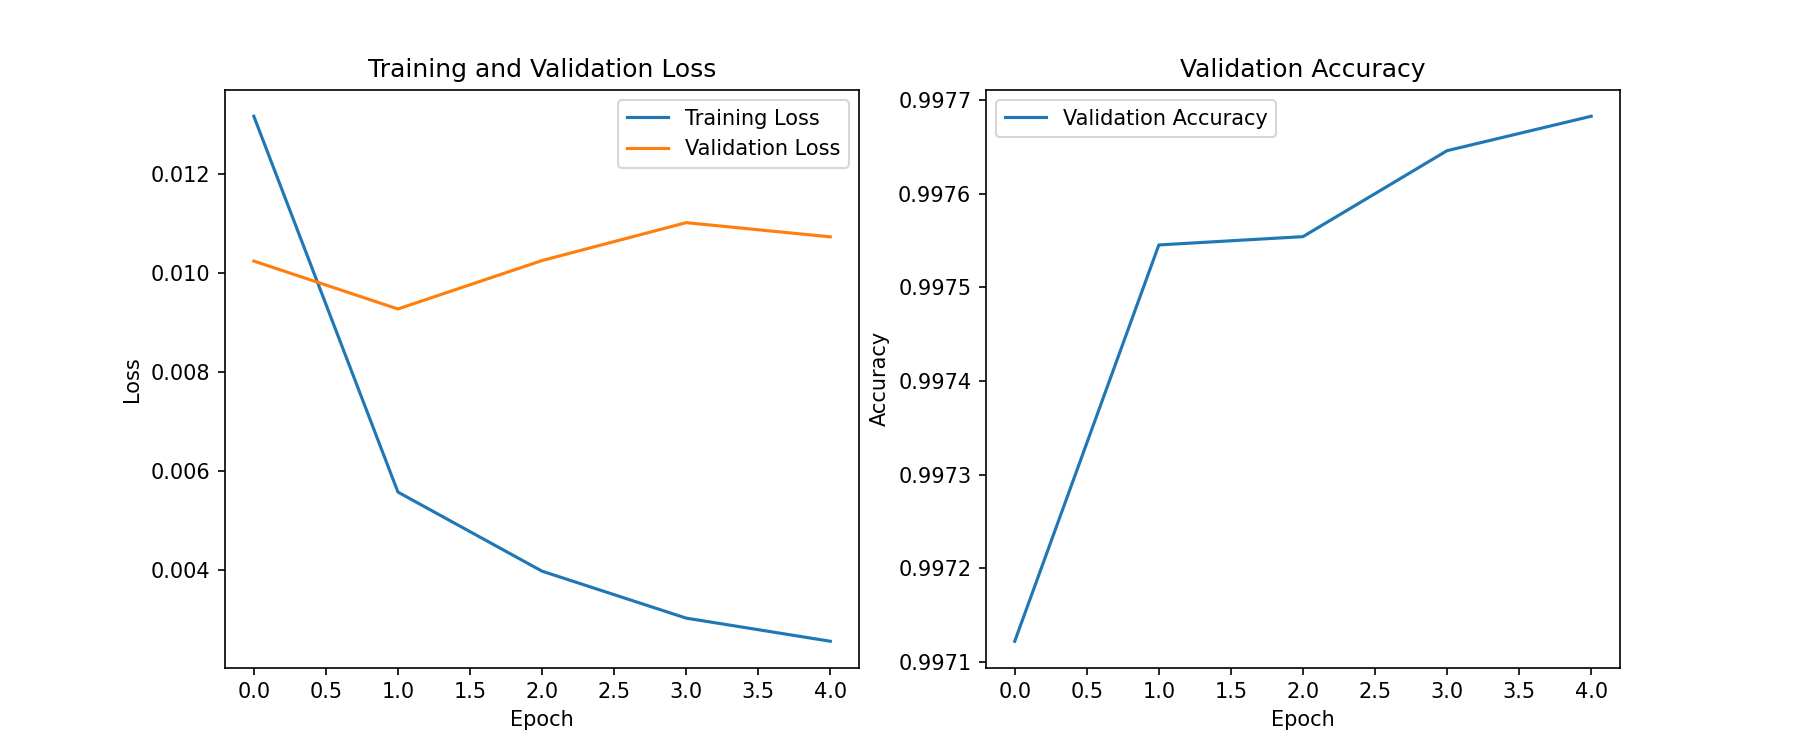 Training and Validation Loss
Training Loss
Validation Loss
0.012
0.010
0.008
0.006
0.004
Loss
0.0 0.5 1.0 1.5 2.0 2.5 3.0 3.5 4.0
Epoch
Validation Accuracy
Validation Accuracy
0.9977
0.9976
0.9975
0.9974
0.9973
0.9972
0.9971
Accuracy
0.0 0.5 1.0 1.5 2.0 2.5 3.0 3.5 4.0
Epoch